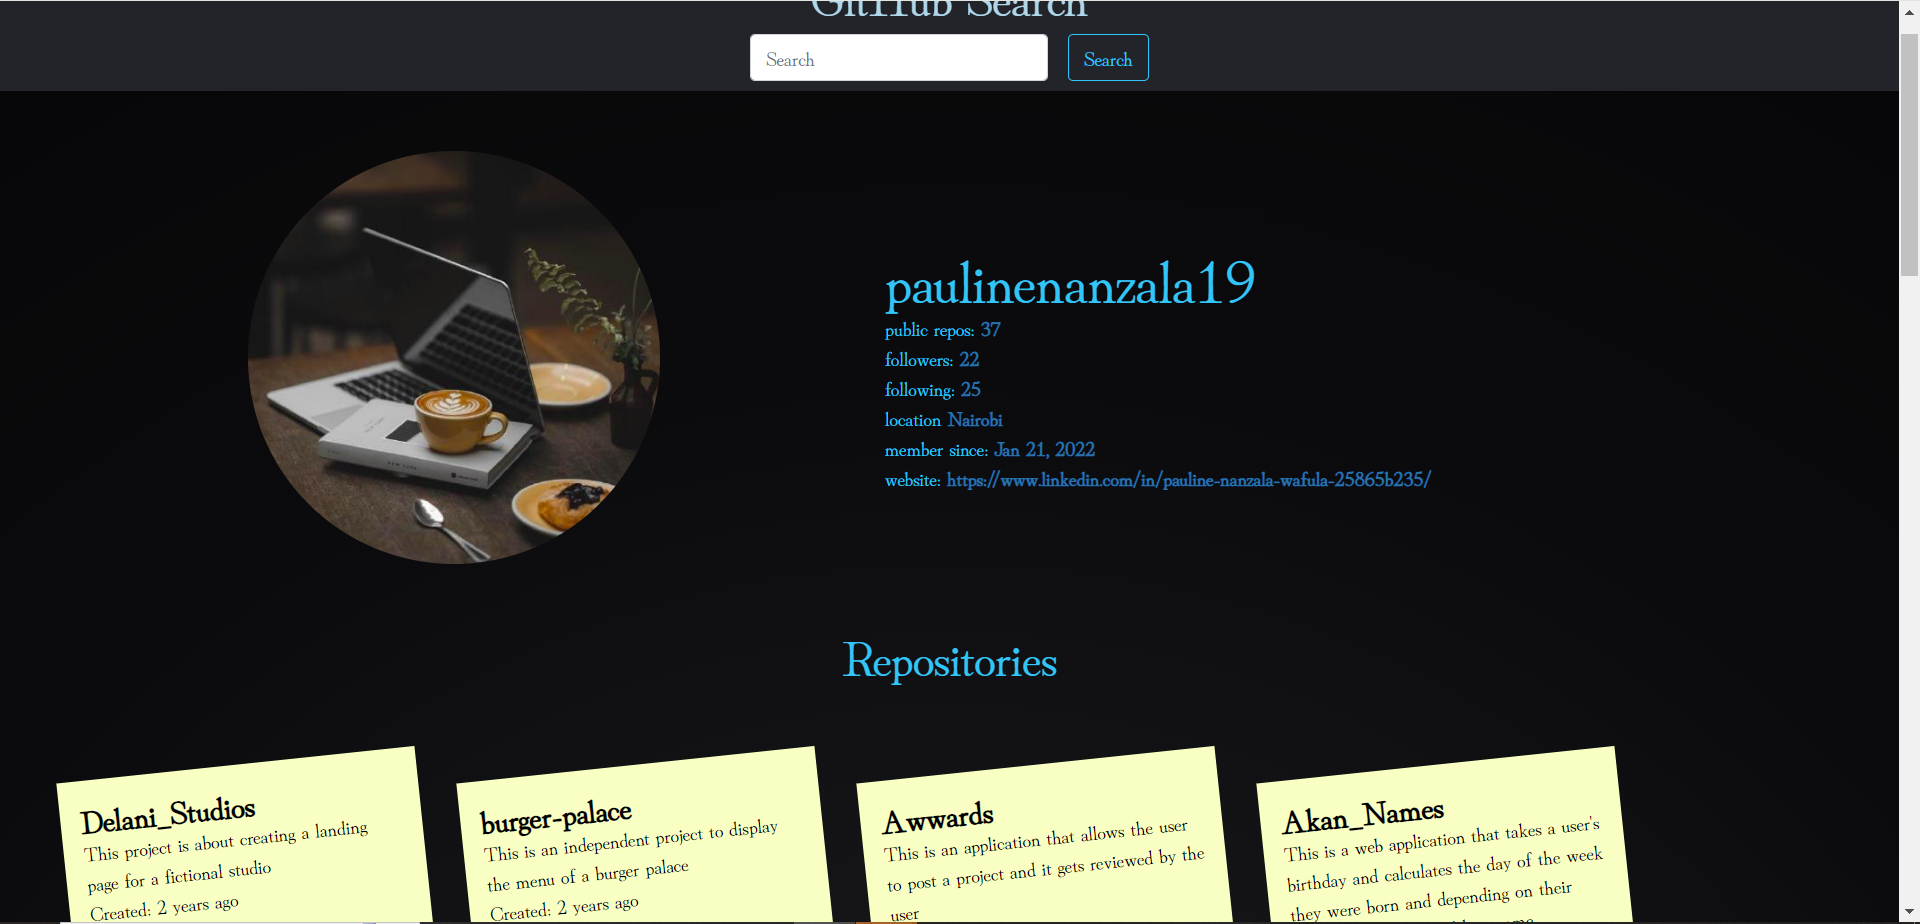 GitHub Search
Search Search
paulinenanzala19
public repos: 37
followers: 22
following: 25
location Nairobi
member since: Jan 21, 2022
website: https://www.linkedin.com/in/pauline-nanzala-wafula-25865b235/
Repositories
Delani_Studios
This project is about creating a landing
page for a fictional studio
Created: 2 years ago
burger-palace
This is an independent project to display
the menu of a burger palace
Created: 2 years ago
Awwards
This is an application that allows the user
to post a project and it gets reviewed by the
user
Akan_Names
This is a web application that takes a user's
birthday and calculates the day of the week
they were born and depending on their